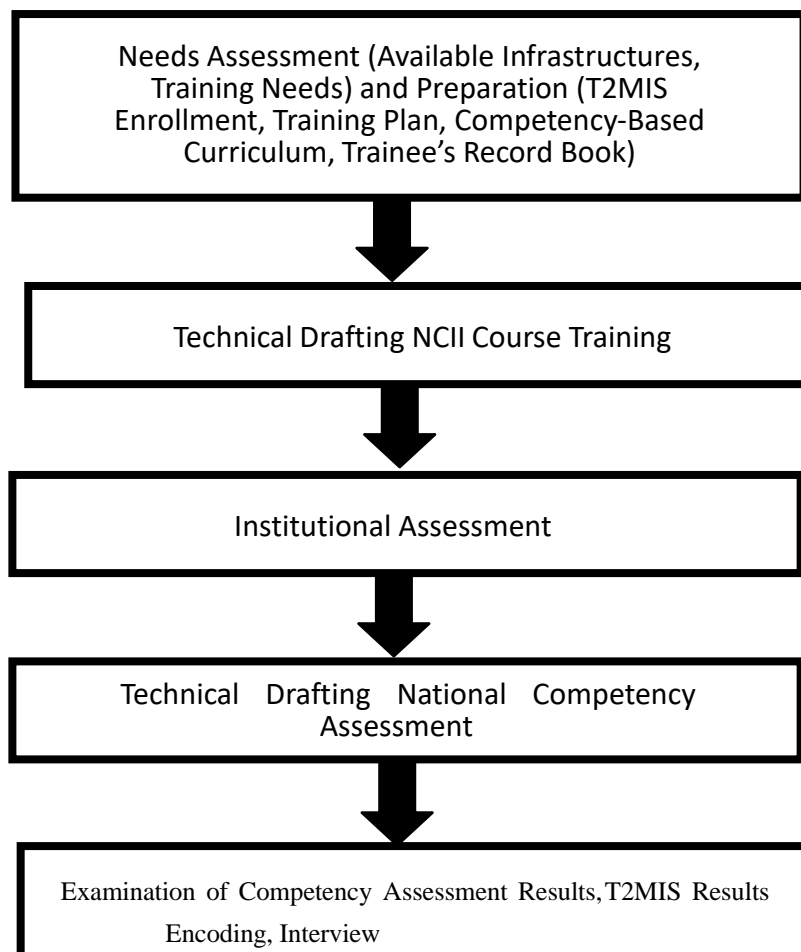 Needs Assessment (Available Infrastructures,
Training Needs) and Preparation (T2MIS
Enrollment, Training Plan, Competency-Based
Curriculum, Trainee’s Record Book)
Technical Drafting NCII Course Training
Institutional Assessment
Technical Drafting National Competency
Assessment
Examination of Competency Assessment Results, T2MIS Results
Encoding, Interview